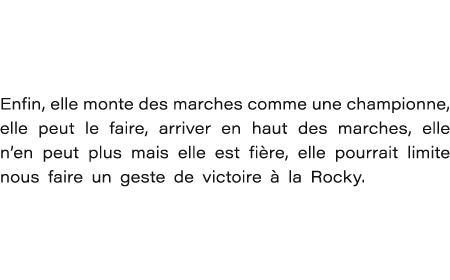 Enfin, elle monte des marches comme une championne,
elle peut le faire, arriver en haut des marches, elle
n’en peut plus mais elle est fière, elle pourrait limite
nous faire un geste de victoire à la Rocky.